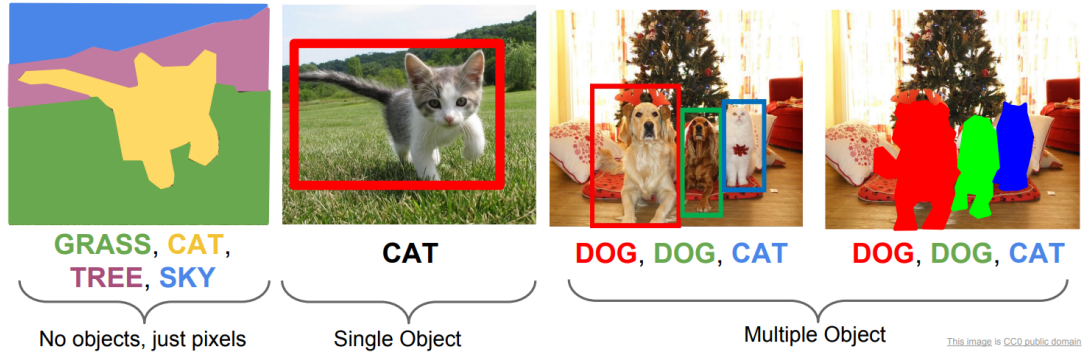 GRASS, CAT,
TREE, SKY
CAT
DOG, DOG, CAT
DOG, DOG, CAT
No objects, just pixels
Single Object
Multiple Object
This image is CC0 public domain